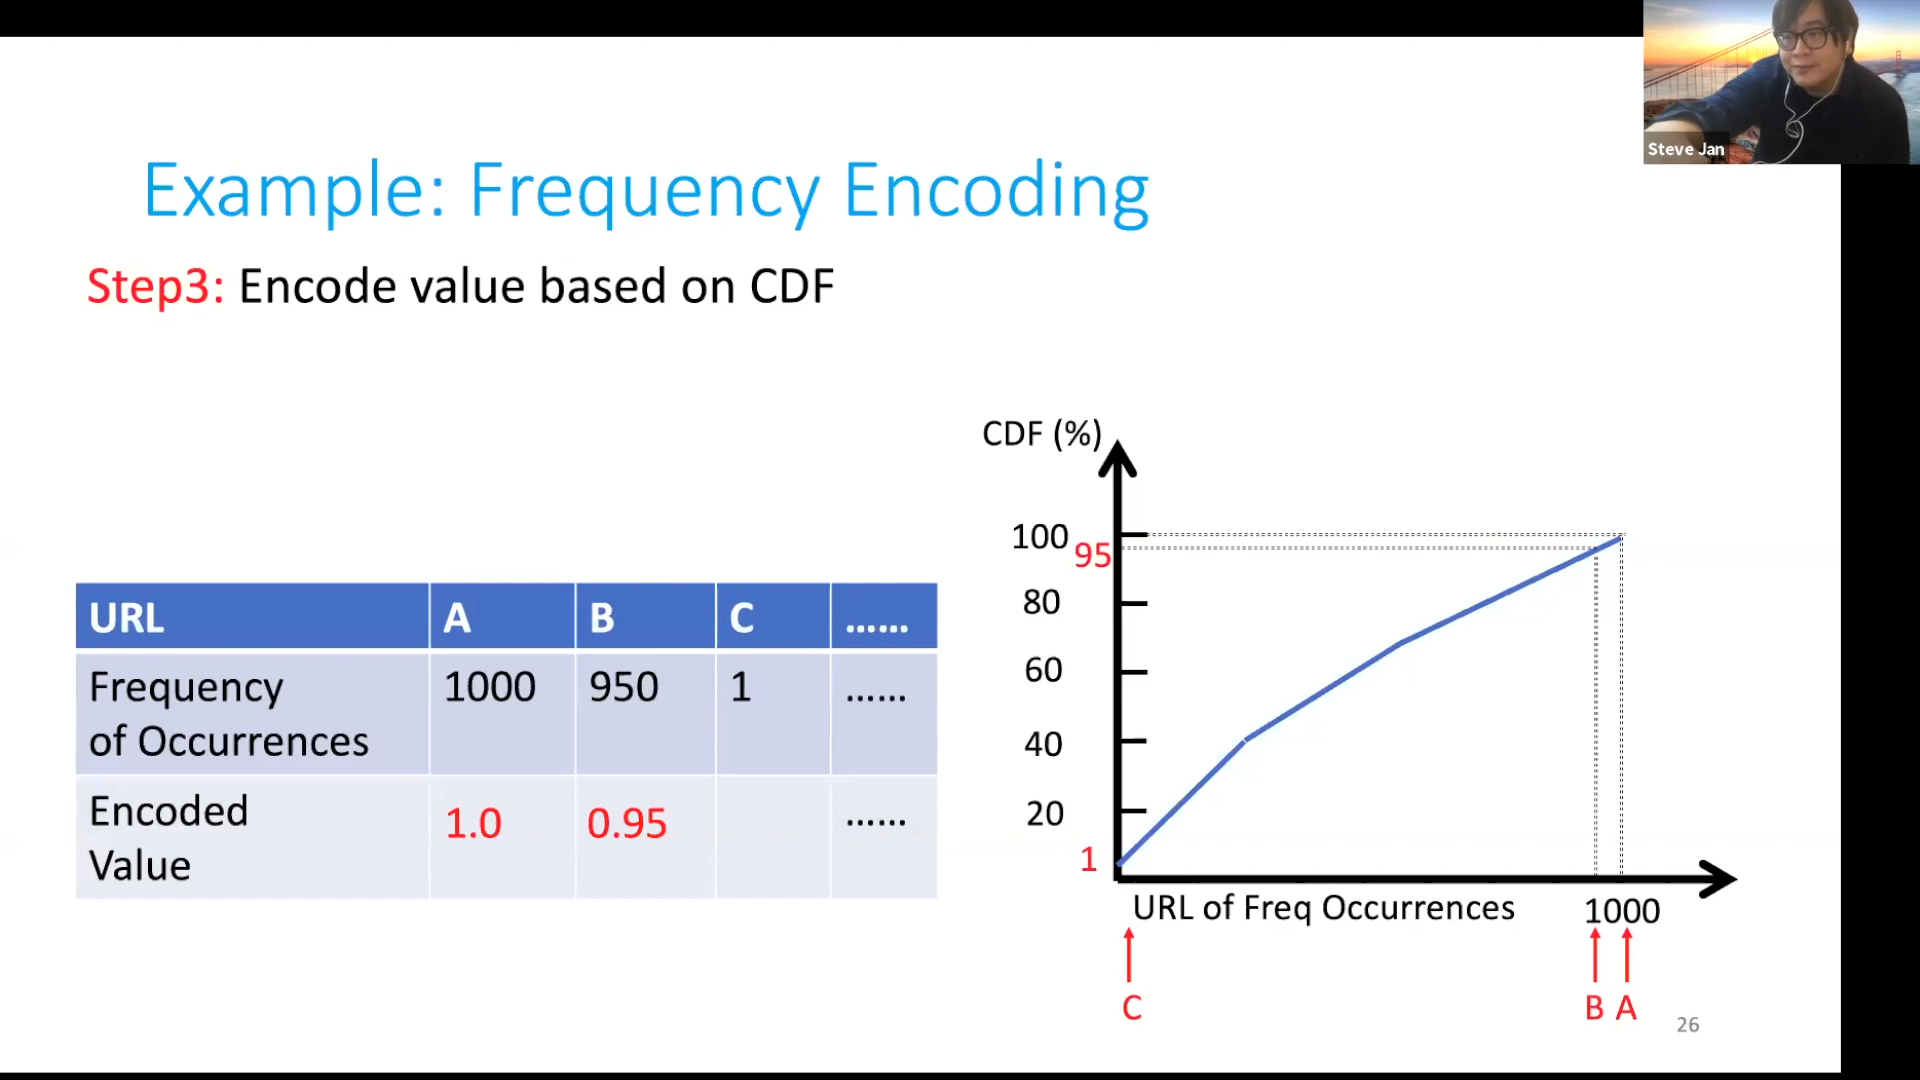 Steve Jan
Example: Frequency Encoding
Step3: Encode value based on CDF
URL A B C ......
Frequency of Occurrences 1000 950 1 ......
Encoded Value 1.0 0.95 ......
CDF (%)
100
95
80
60
40
20
1
URL of Freq Occurrences 1000
C B A
26